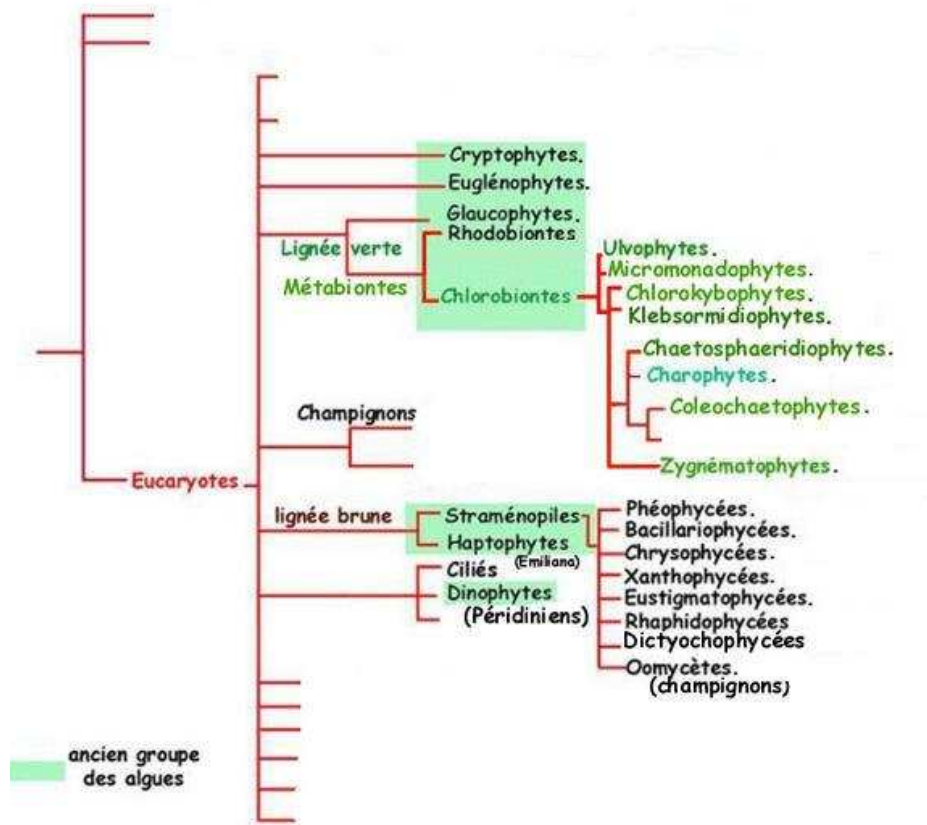 Cryptophytes.
Euglénophytes.
Glaucophytes.
Rhodobiontes
Lignée verte
Métabiontes
Chlorobiontes
Ulvophytes.
Micromonadophytes.
Chlorokybophytes.
Klebsormidiophytes.
Chaetosphaeridiophytes.
Charophytes.
Coleochaetophytes.
Zygnématophytes.
Champignons
Eucaryotes
lignée brune
Straménopiles
Haptophytes
(Emiliana)
Ciliés
Dinophytes
(Péridiniens)
Phéophycées.
Bacillariophycées.
Chrysophycées.
Xanthophycées.
Eustigmatophycées.
Rhaphidophycées
Dictyochophycées
Oomycètes.
(champignons)
ancien groupe
des algues